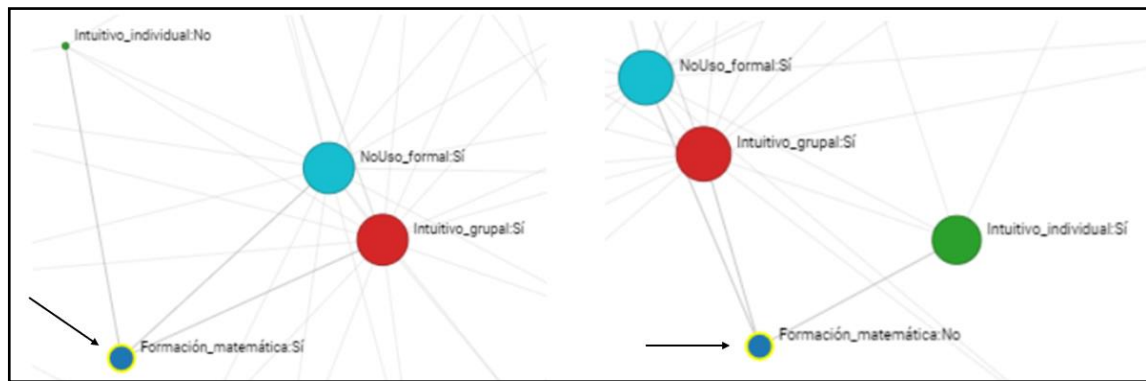 Intuitivo_individual:No
NoUso_formal:Sí
Intuitivo_grupal:Sí
Formación_matemática:Sí
NoUso_formal:Sí
Intuitivo_grupal:Sí
Intuitivo_individual:Sí
Formación_matemática:No